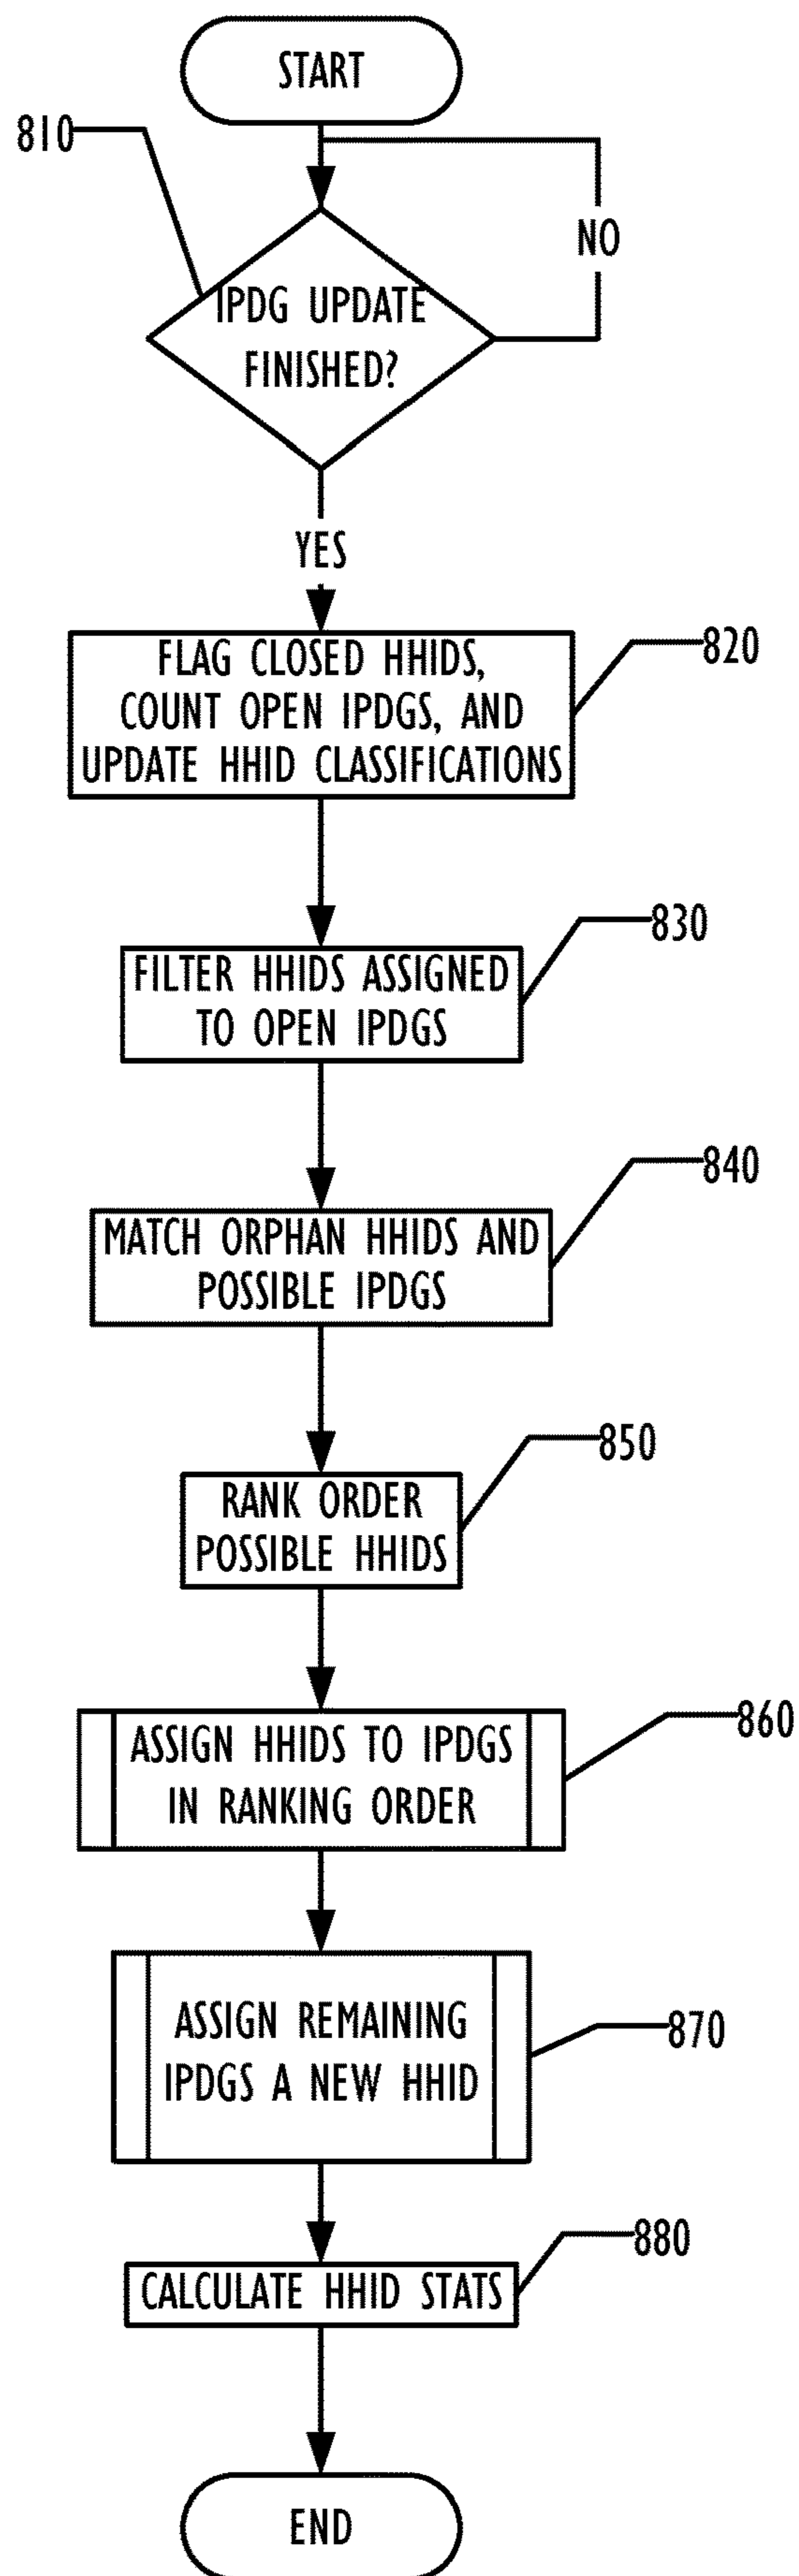 START
810
NO
IPDG UPDATE
FINISHED?
YES
FLAG CLOSED HHIDS,
COUNT OPEN IPDGS, AND
UPDATE HHID CLASSIFICATIONS
820
FILTER HHIDS ASSIGNED
TO OPEN IPDGS
830
MATCH ORPHAN HHIDS AND
POSSIBLE IPDGS
840
RANK ORDER
POSSIBLE HHIDS
850
ASSIGN HHIDS TO IPDGS
IN RANKING ORDER
860
ASSIGN REMAINING
IPDGS A NEW HHID
870
CALCULATE HHID STATS
880
END